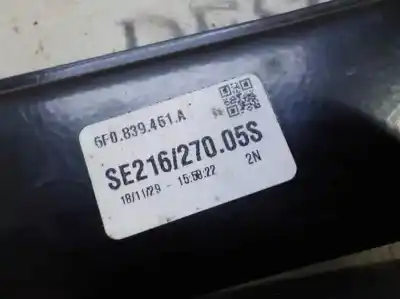 6F0.839.461.A
SE216/270.05S
18/11/29 - 15:58:22 2N